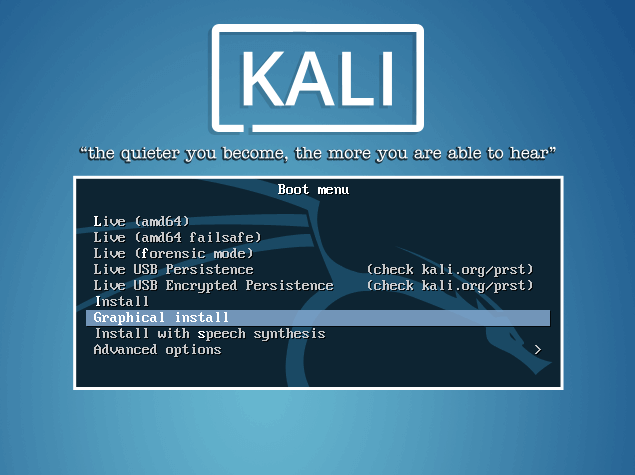 KALI
“the quieter you become, the more you are able to hear”
Boot menu
Live (amd64)
Live (amd64 failsafe)
Live (forensic mode)
Live USB Persistence (check kali.org/prst)
Live USB Encrypted Persistence (check kali.org/prst)
Install
Graphical install
Install with speech synthesis
Advanced options >